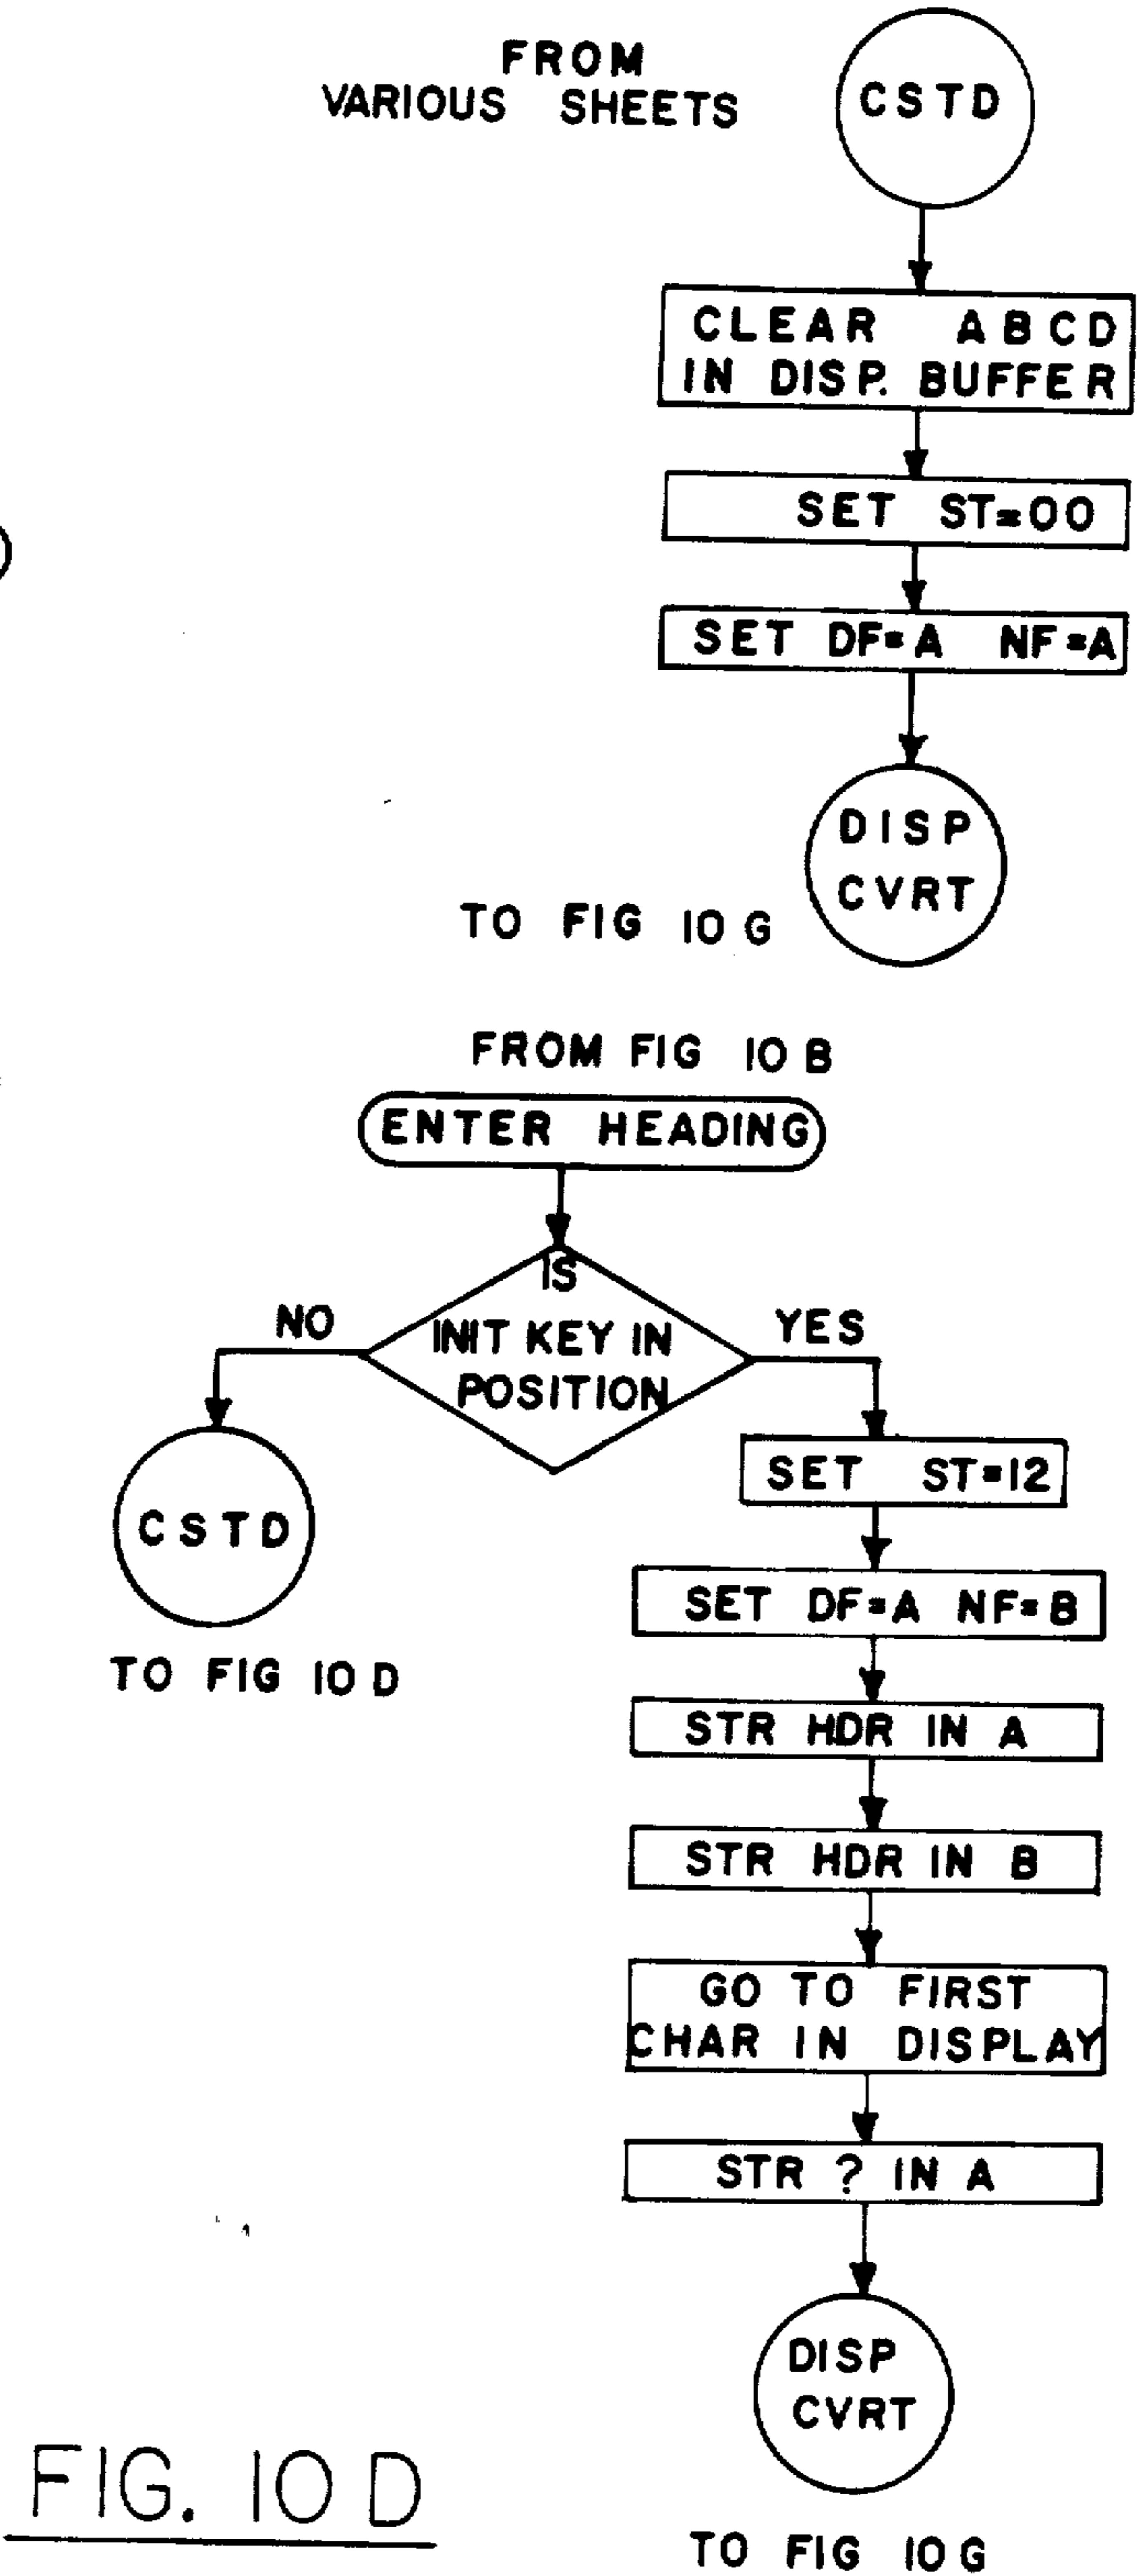 FROM
VARIOUS SHEETS
CSTD
CLEAR ABCD
IN DISP. BUFFER
SET ST=00
SET DF=A NF=A
DISP
CVRT
TO FIG 10 G
FROM FIG 10 B
ENTER HEADING
IS
INIT KEY IN
POSITION
NO
YES
CSTD
TO FIG 10 D
SET ST=12
SET DF=A NF=B
STR HDR IN A
STR HDR IN B
GO TO FIRST
CHAR IN DISPLAY
STR ? IN A
DISP
CVRT
TO FIG 10 G
FIG. 10 D